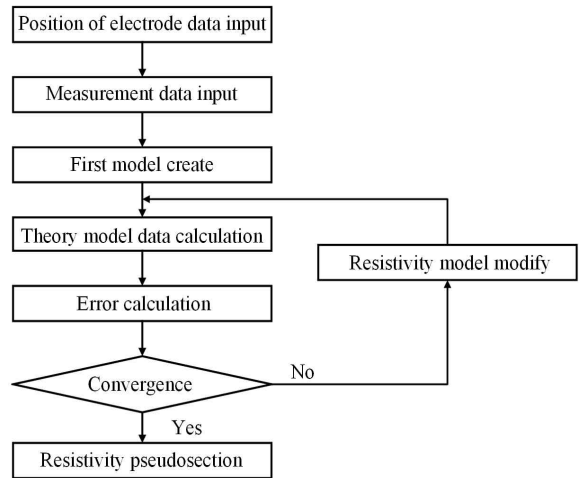 Position of electrode data input
Measurement data input
First model create
Theory model data calculation
Resistivity model modify
Error calculation
Convergence
No
Yes
Resistivity pseudosection